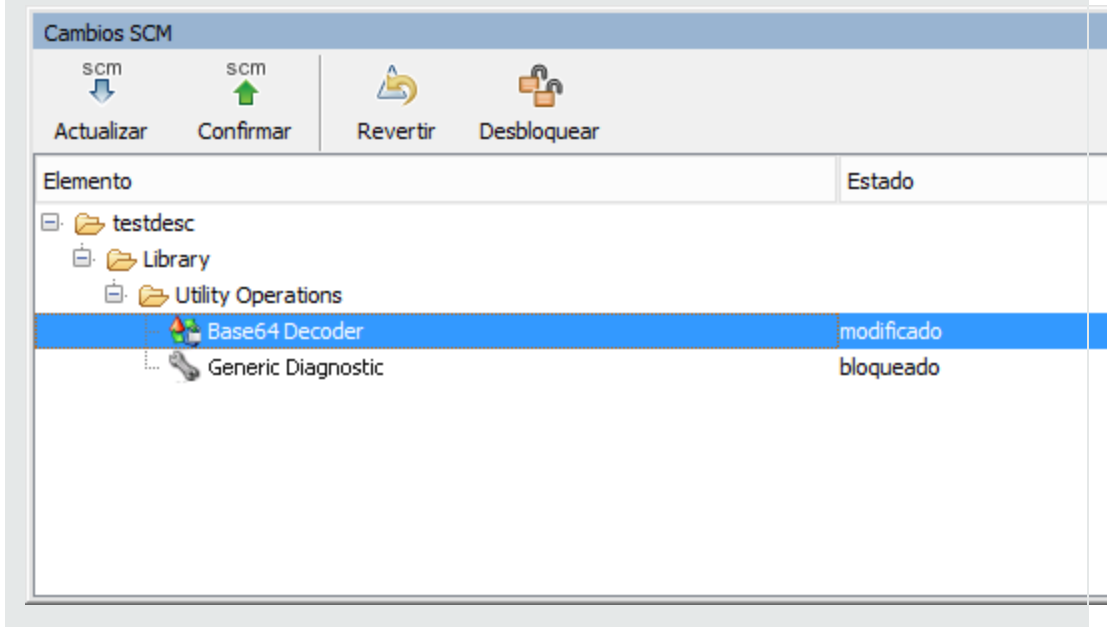 Cambios SCM
scm scm
Actualizar Confirmar Revertir Desbloquear
Elemento Estado
testdesc
Library
Utility Operations
Base64 Decoder modificado
Generic Diagnostic bloqueado